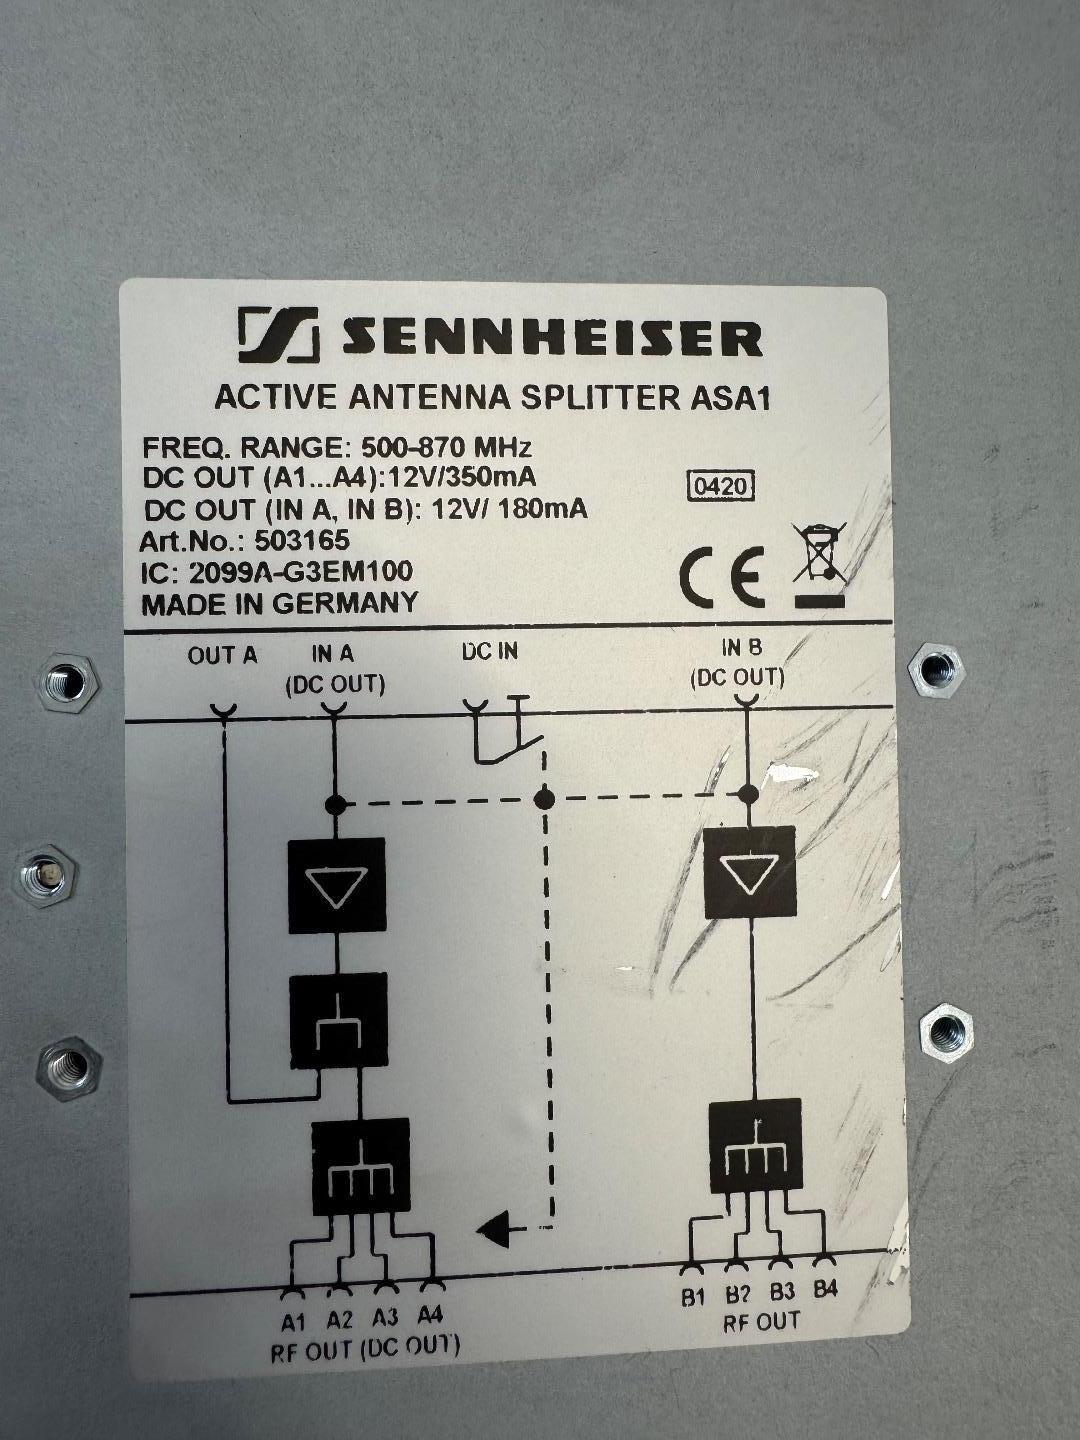 SENNHEISER
ACTIVE ANTENNA SPLITTER ASA1
FREQ. RANGE: 500-870 MHz
DC OUT (A1...A4):12V/350mA
DC OUT (IN A, IN B): 12V/ 180mA
Art.No.: 503165
IC: 2099A-G3EM100
MADE IN GERMANY
0420
CE
OUT A IN A DC IN IN B
(DC OUT) (DC OUT)
A1 A2 A3 A4
RF OUT (DC OUT)
B1 B2 B3 B4
RF OUT